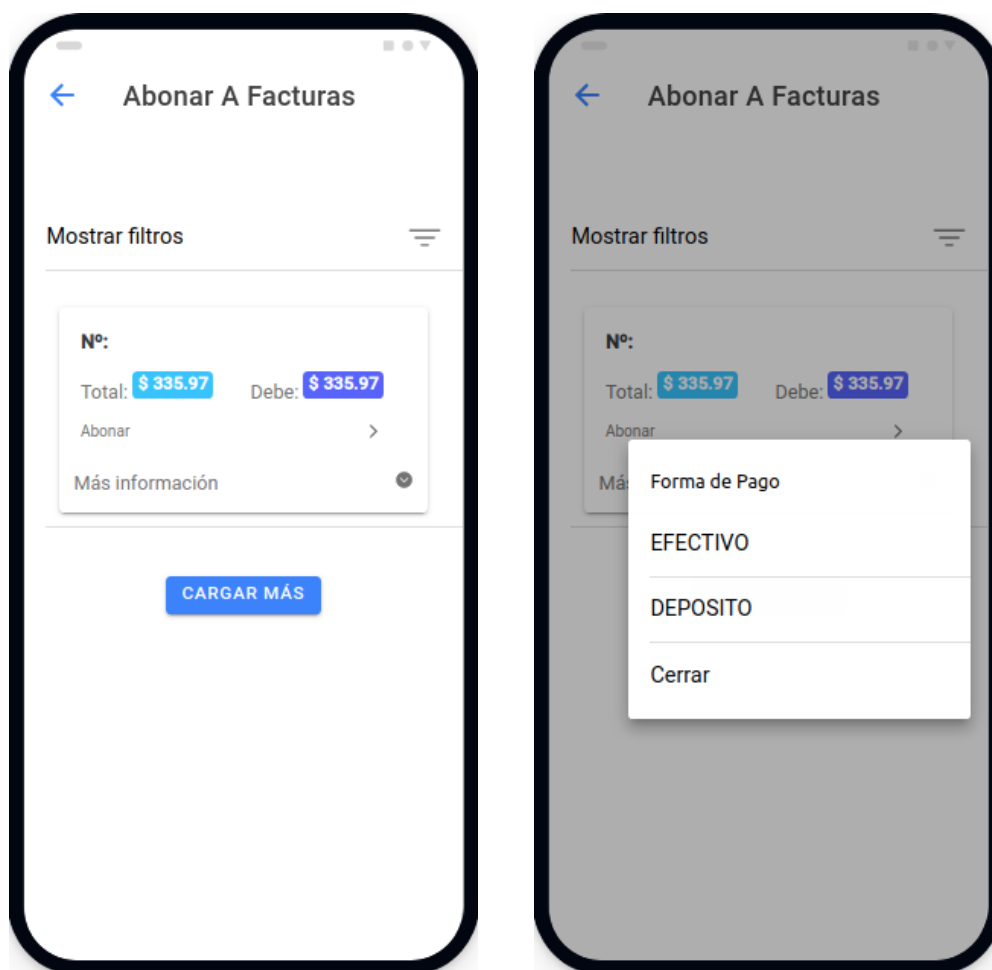 Abonar A Facturas
Mostrar filtros
Nº:
Total: $ 335.97 Debe: $ 335.97
Abonar
Más información
CARGAR MÁS
Abonar A Facturas
Mostrar filtros
Nº:
Total: $ 335.97 Debe: $ 335.97
Abonar
Má
Forma de Pago
EFECTIVO
DEPOSITO
Cerrar